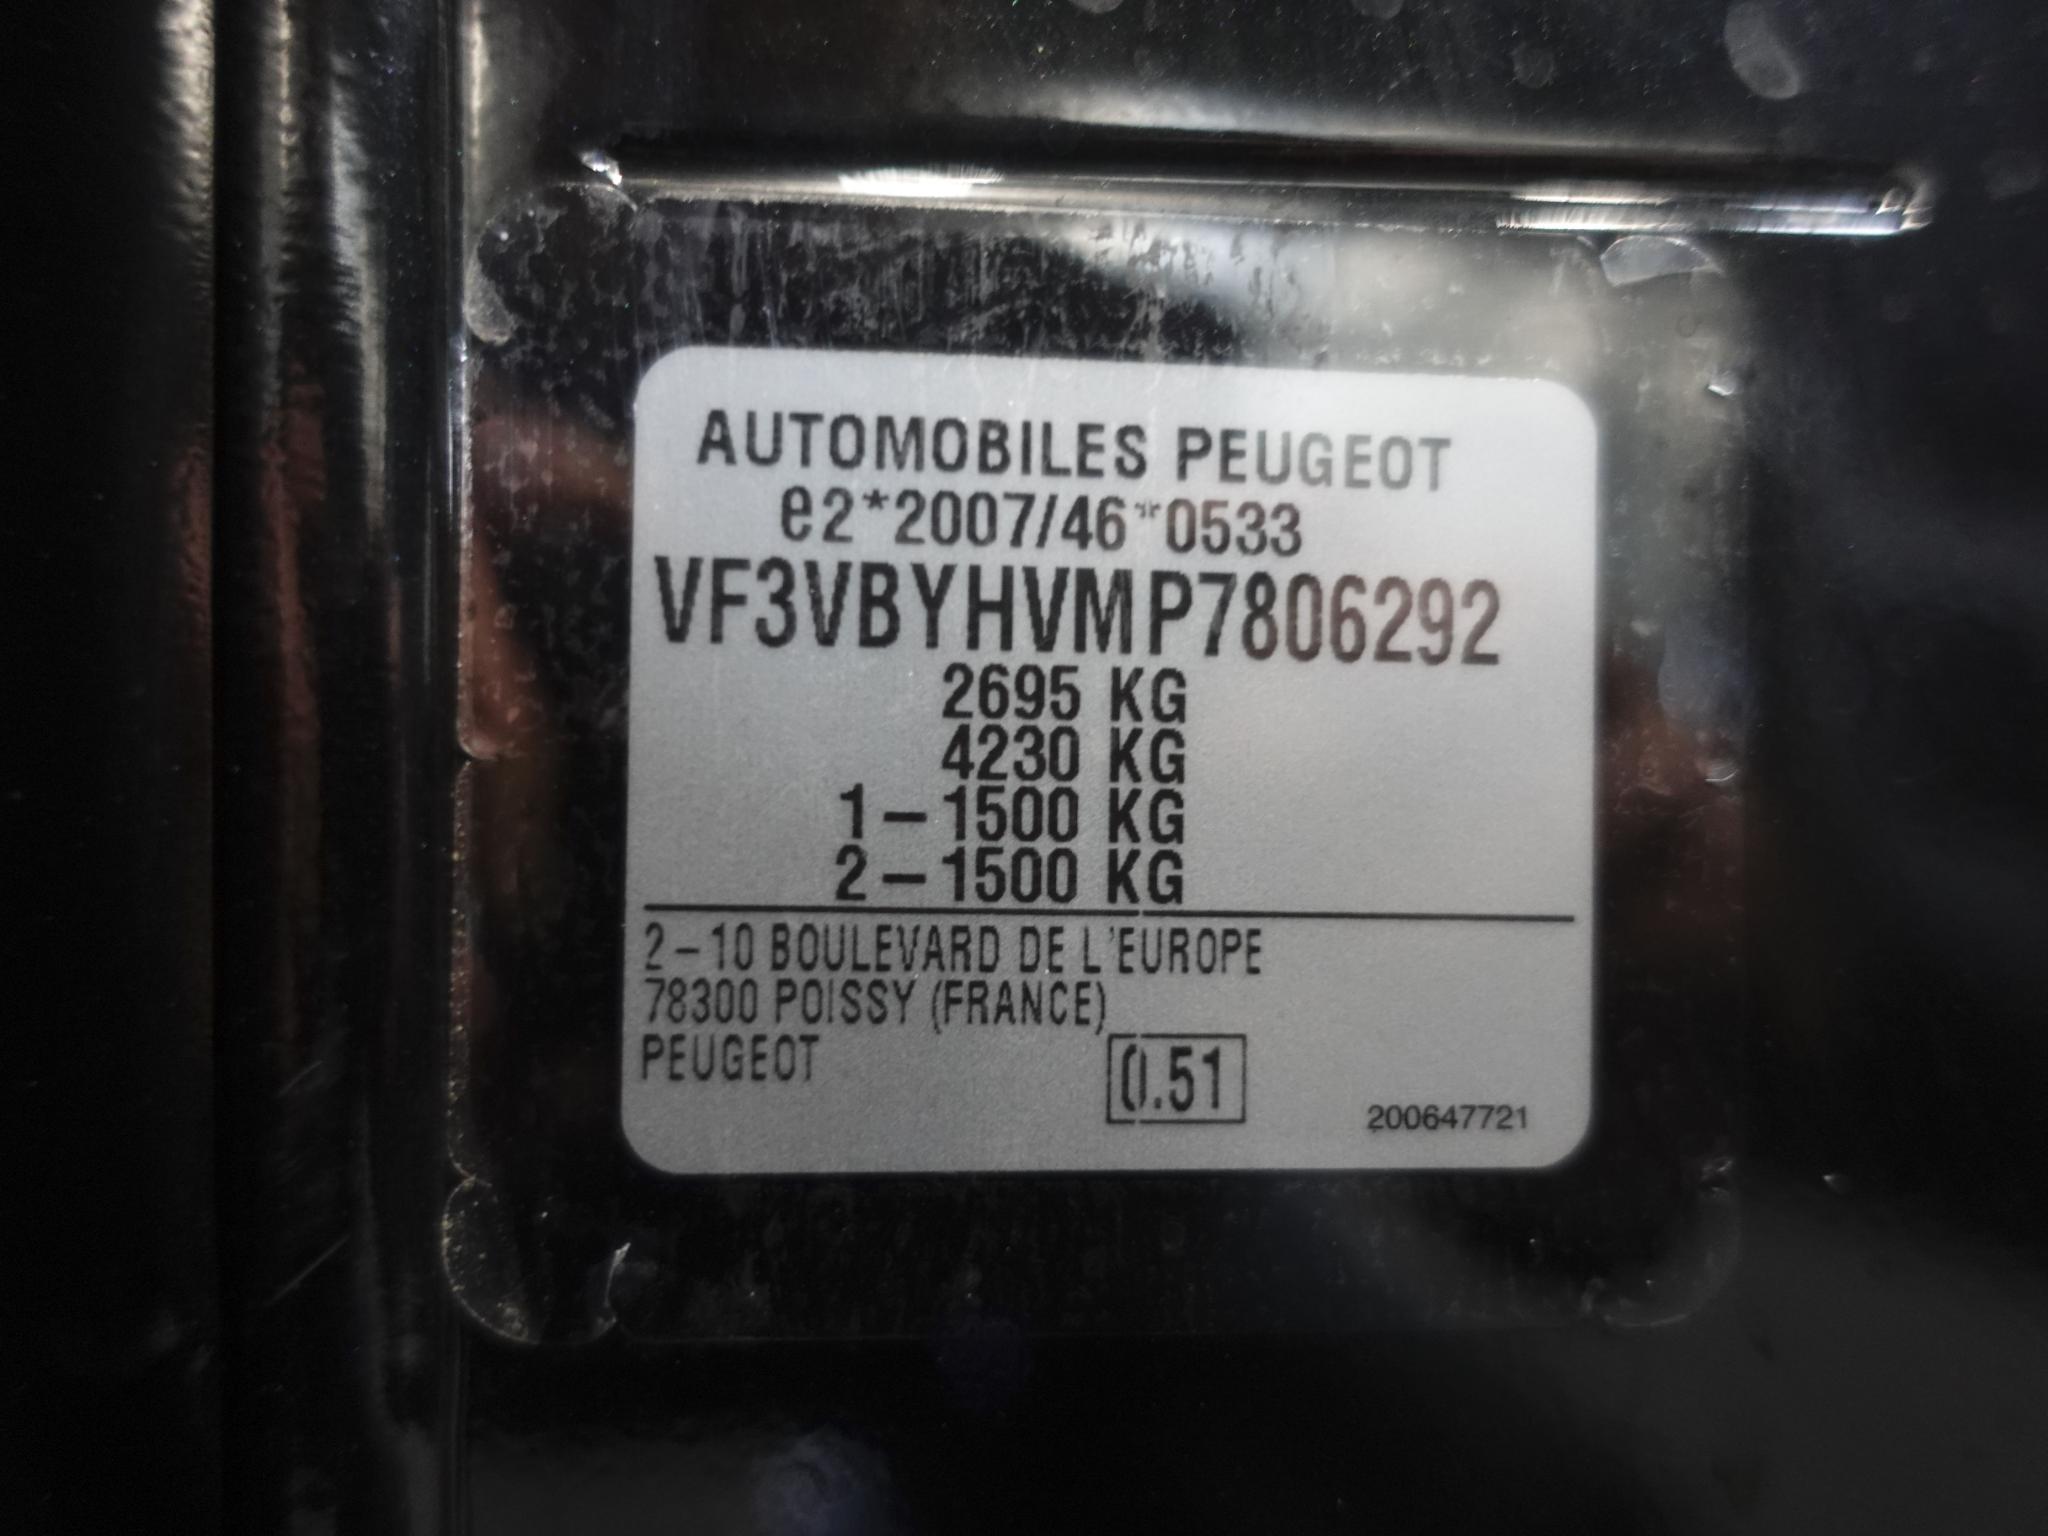 AUTOMOBILES PEUGEOT
e2*2007/46*0533
VF3VBYHVMP7806292
2695 KG
4230 KG
1-1500 KG
2-1500 KG
2-10 BOULEVARD DE L'EUROPE
78300 POISSY (FRANCE)
PEUGEOT
0.51
200647721